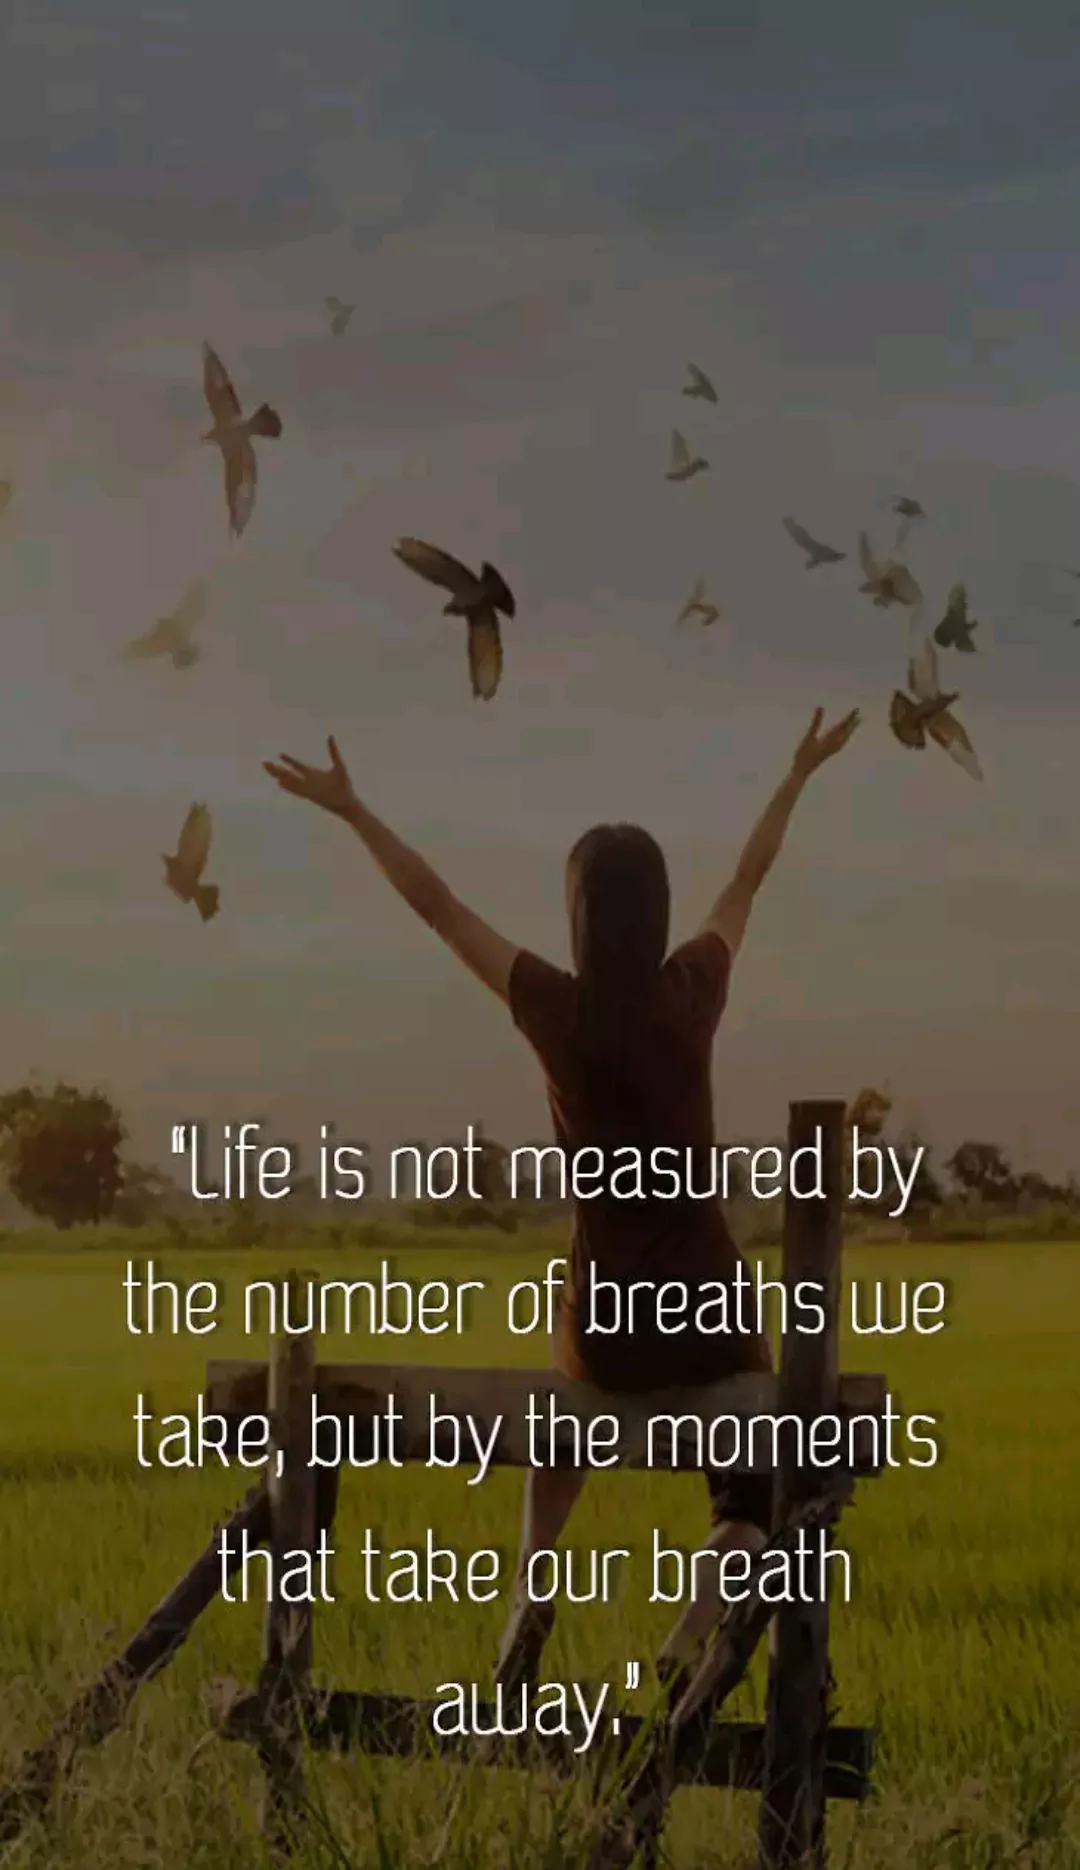 “Life is not measured by
the number of breaths we
take, but by the moments
that take our breath
away.”